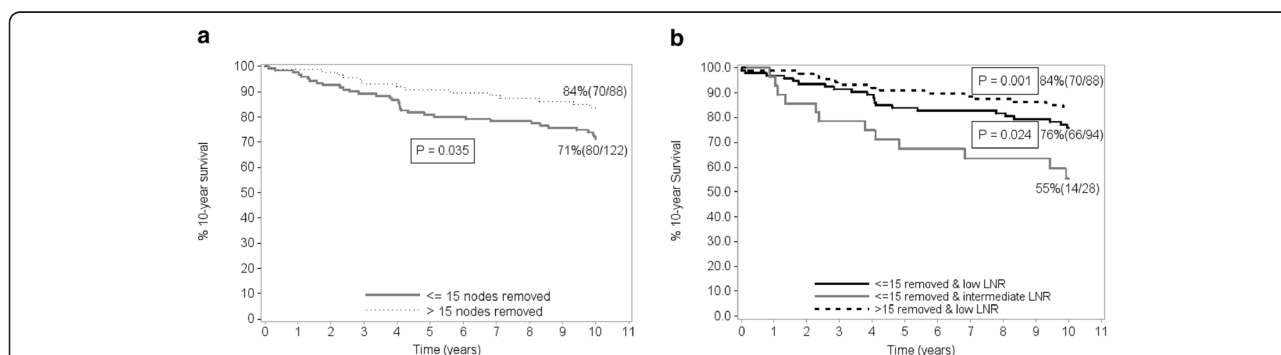 a
% 10-year survival
100
90
80
70
60
50
40
30
20
10
0
84%(70/88)
P = 0.035
71%(80/122)
<= 15 nodes removed
> 15 nodes removed
0 1 2 3 4 5 6 7 8 9 10 11
Time (years)
b
% 10-year Survival
100.0
90.0
80.0
70.0
60.0
50.0
40.0
30.0
20.0
10.0
0.0
P = 0.001 84%(70/88)
P = 0.024 76%(66/94)
55%(14/28)
<=15 removed & low LNR
<=15 removed & intermediate LNR
>15 removed & low LNR
0 1 2 3 4 5 6 7 8 9 10 11
Time (years)